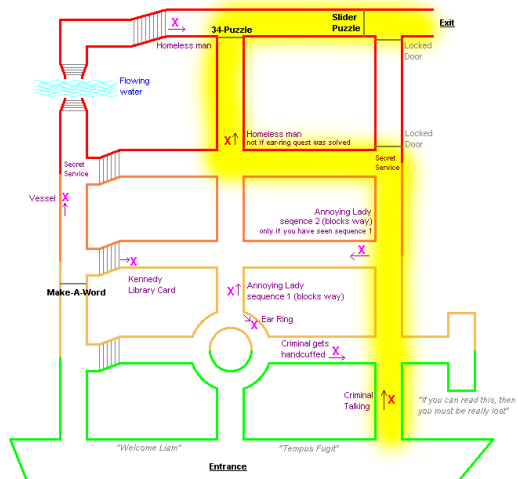 Slider
Puzzle
Exit
X
34-Puzzle
Homeless man
Locked
Door
Flowing
water
X
Homeless man
not if ear-ring quest was solved
Locked
Door
Secret
Service
Secret
Service
Vessel
X
Annoying Lady
seqence 2 (blocks way)
only if you have seen sequence 1
X
X
Kennedy
Library Card
Make-A-Word
X
Annoying Lady
sequence 1 (blocks way)
X
Ear Ring
Criminal gets
handcuffed
X
Criminal
Talking
X
"If you can read this, then
you must be really lost"
"Welcome Liam"
"Tempus Fugit"
Entrance